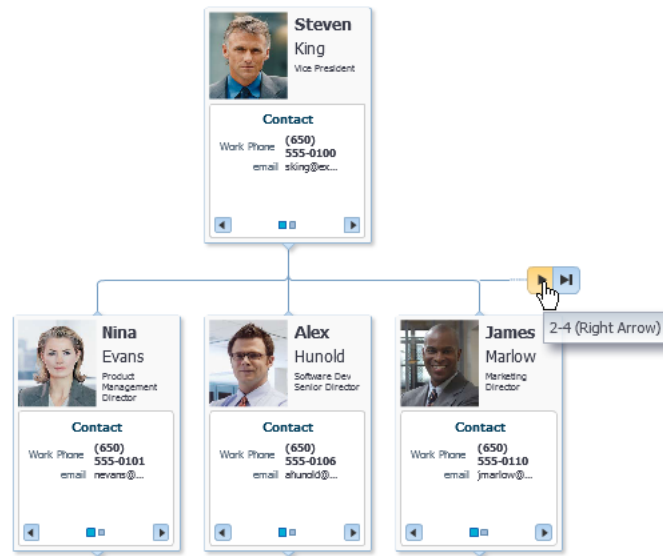 Steven
King
Vice President
Contact
Work Phone (650)
555-0100
email sking@ex...
2-4 (Right Arrow)
Nina
Evans
Product
Management
Director
Contact
Work Phone (650)
555-0101
email nevans@...
Alex
Hunold
Software Dev
Senior Director
Contact
Work Phone (650)
555-0106
email ahunold@...
James
Marlow
Marketing
Director
Contact
Work Phone (650)
555-0110
email jmarlow@...